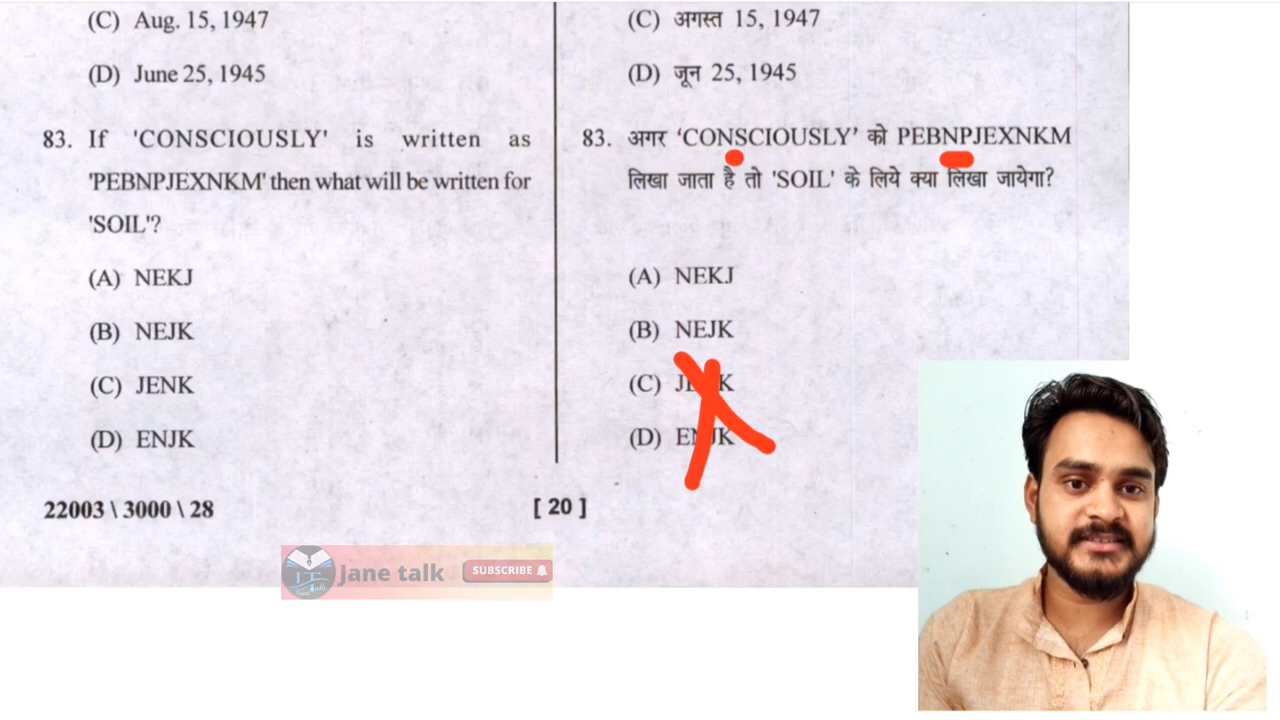 (C) Aug. 15, 1947
(D) June 25, 1945
83. If 'CONSCIOUSLY' is written as
'PEBNPJEXNKM' then what will be written for
'SOIL'?
(A) NEKJ
(B) NEJK
(C) JENK
(D) ENJK
(C) अगस्त 15, 1947
(D) जून 25, 1945
83. अगर ‘CONSCIOUSLY’ को PEBNPJEXNKM
लिखा जाता है तो 'SOIL' के लिये क्या लिखा जायेगा?
(A) NEKJ
(B) NEJK
(C) JENK
(D) ENJK
22003 \ 3000 \ 28
[ 20 ]
Jane talk
SUBSCRIBE